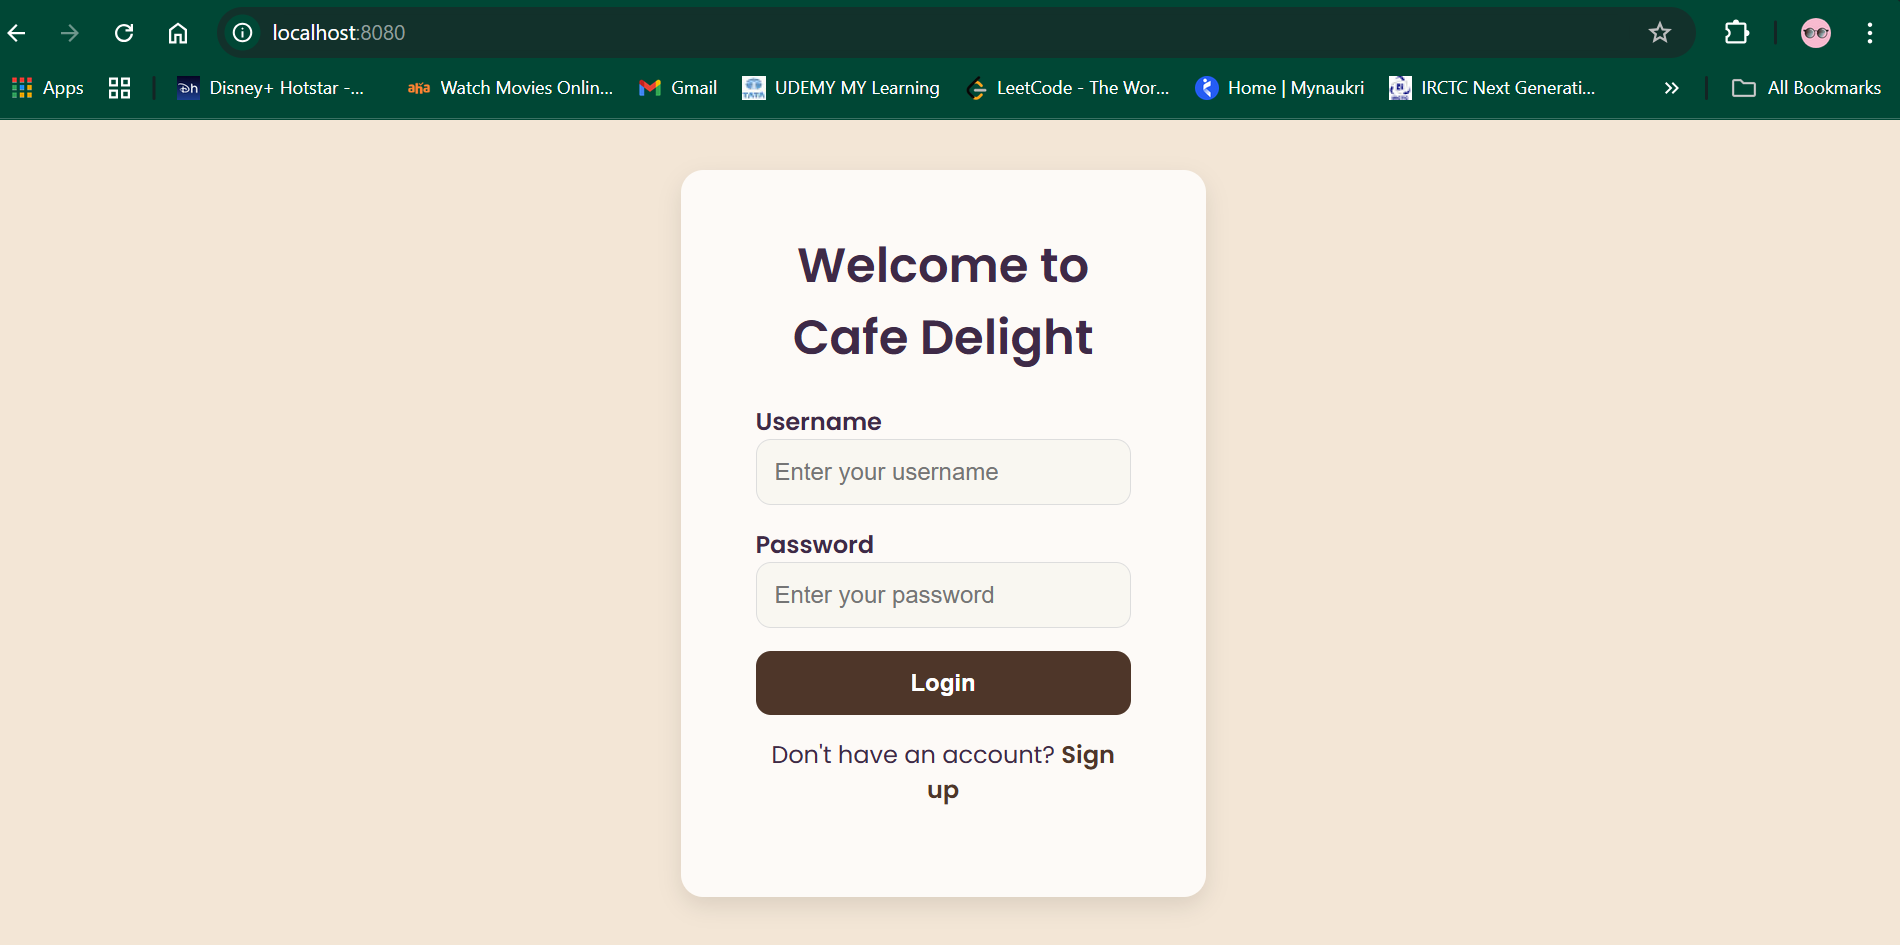 localhost:8080
Apps Disney+ Hotstar -... aha Watch Movies Onlin... Gmail TATA UDEMY MY Learning LeetCode - The Wor... Home | Mynaukri IRCTC Next Generati... All Bookmarks
Welcome to
Cafe Delight
Username
Enter your username
Password
Enter your password
Login
Don't have an account? Sign
up